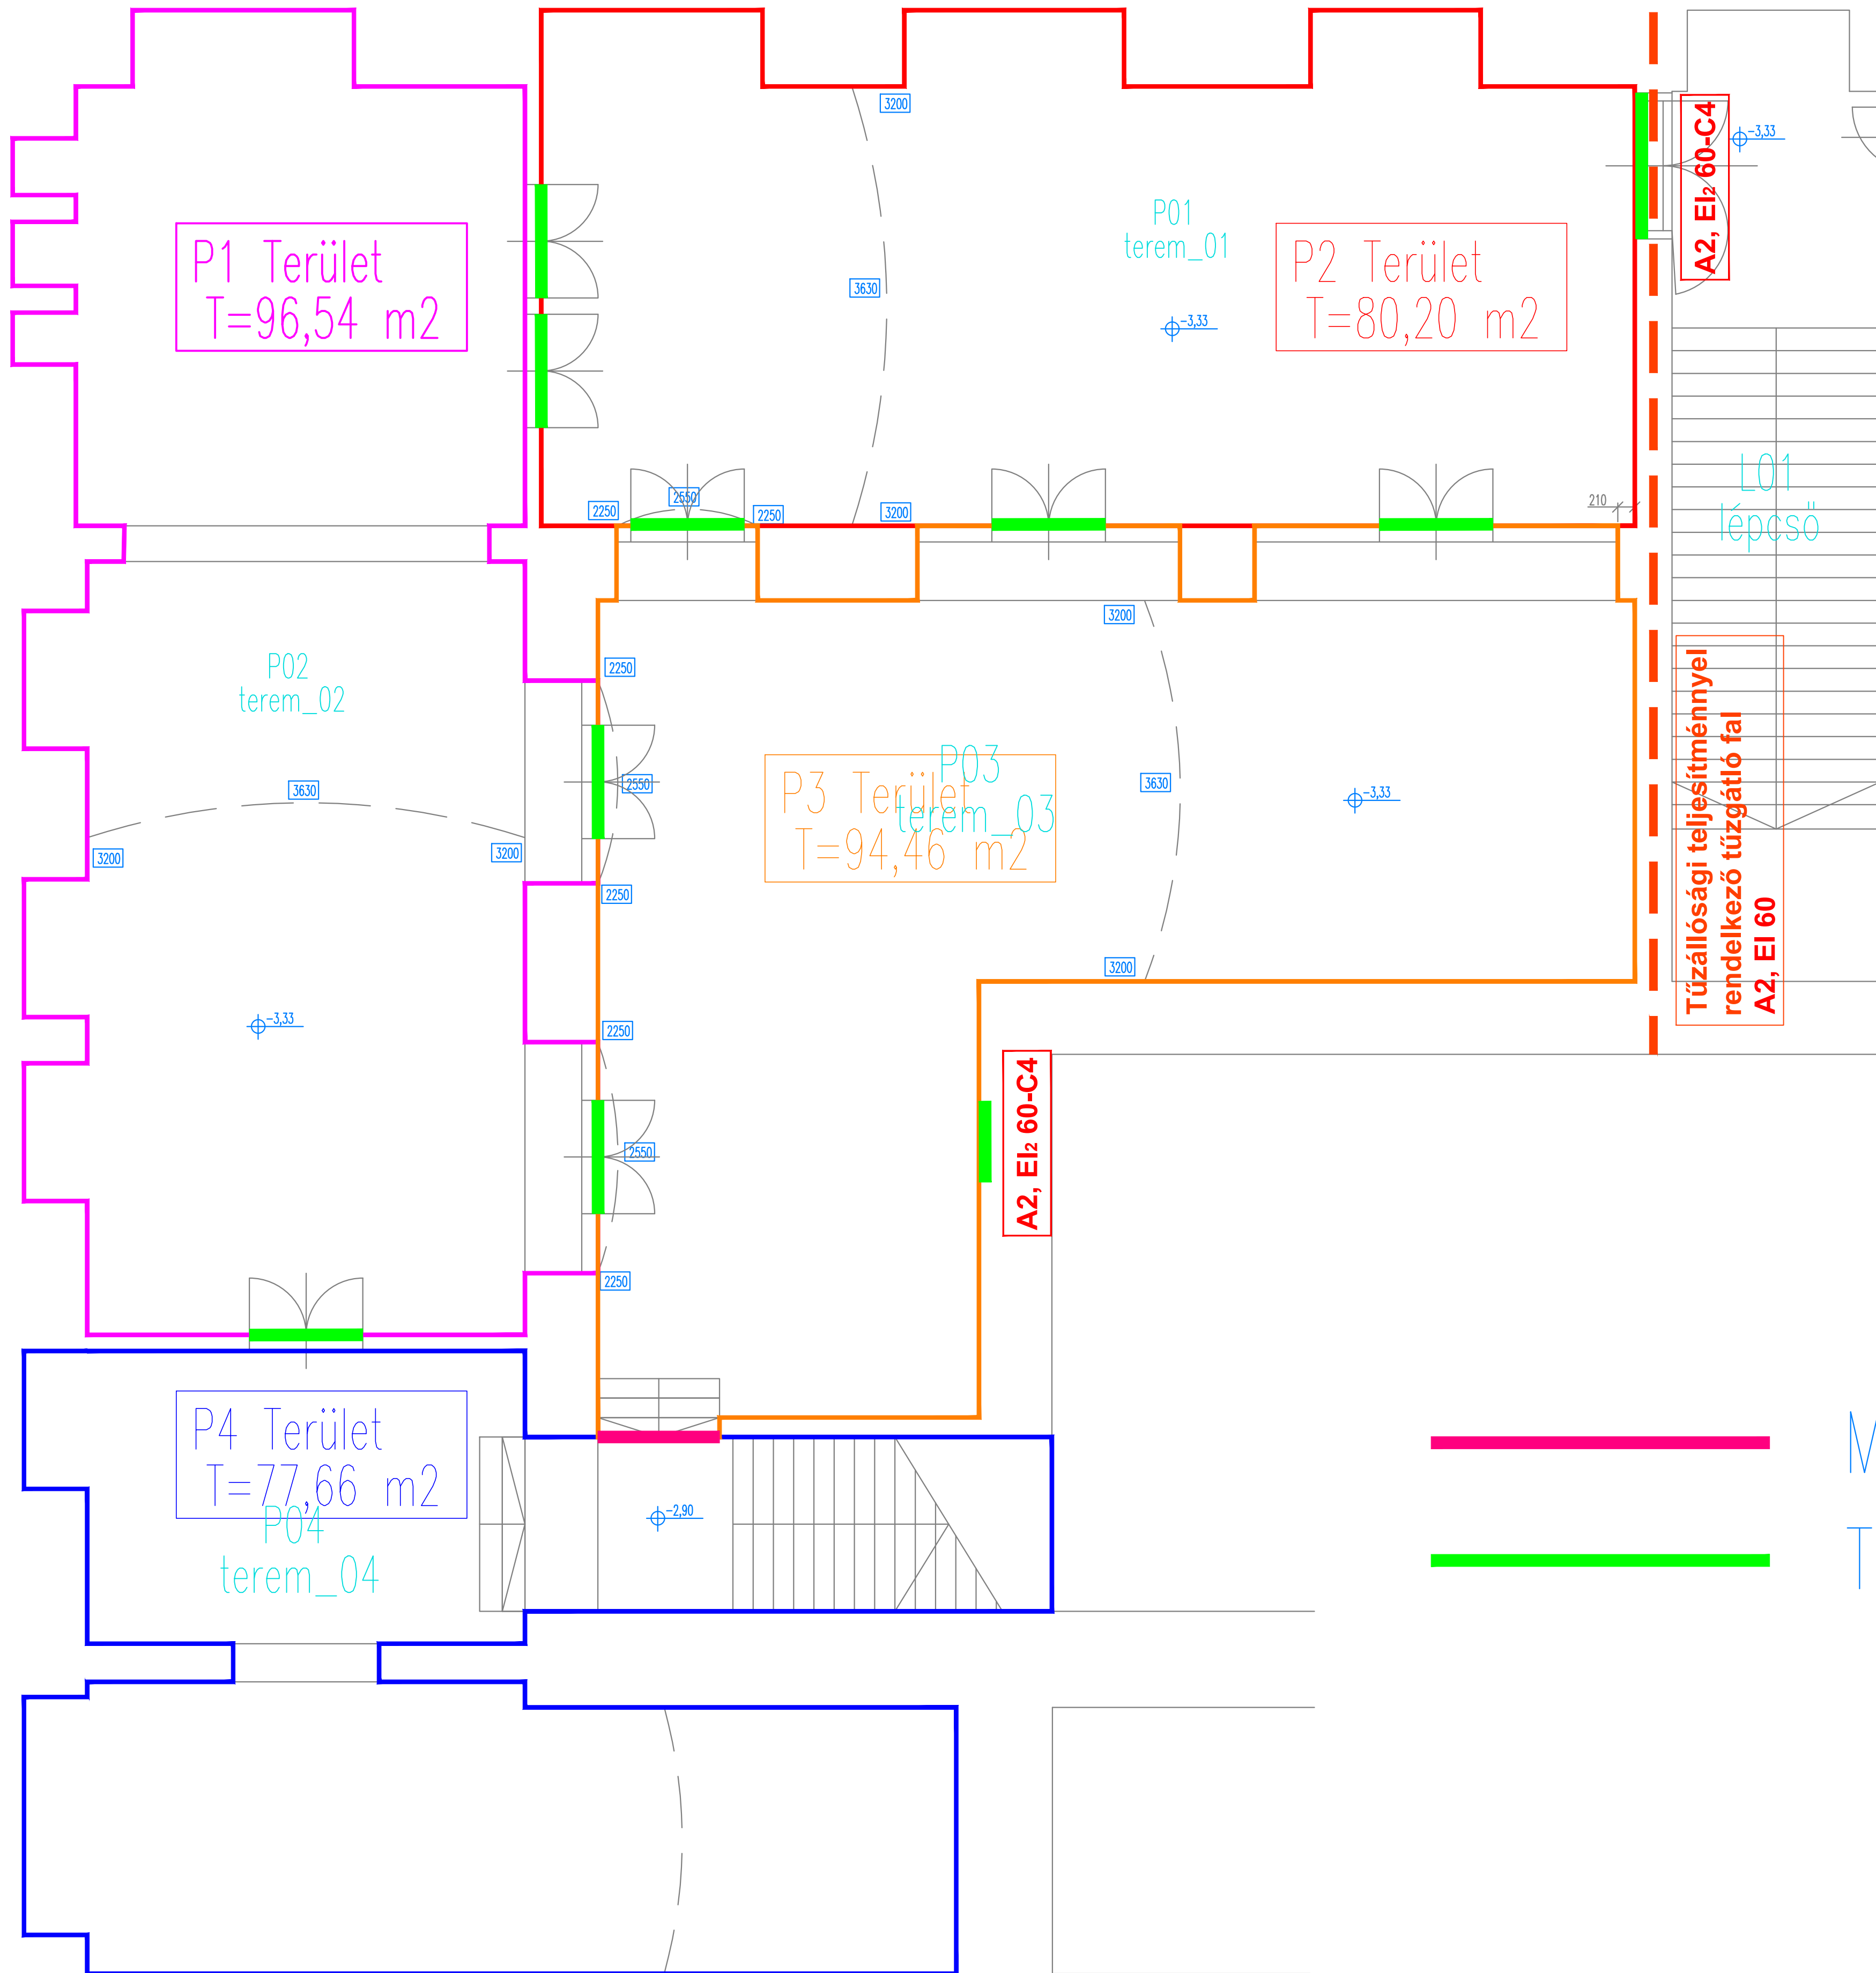 3200
A2, EI2 60-C4
-3,33
P01
terem_01
P1 Terület
T=96,54 m2
P2 Terület
T=80,20 m2
3630
-3,33
L01
lépcső
210
2250
2550
2250
3200
3200
2250
P02
terem_02
P03
terem_03
P3 Terület
T=94,46 m2
2550
3630
-3,33
3630
3200
3200
2250
3200
Tűzállósági teljesítménnyel
rendelkező tűzgátló fal
A2, EI 60
-3,33
2250
A2, EI2 60-C4
2550
2250
P4 Terület
T=77,66 m2
P04
terem_04
-2,90
M
T